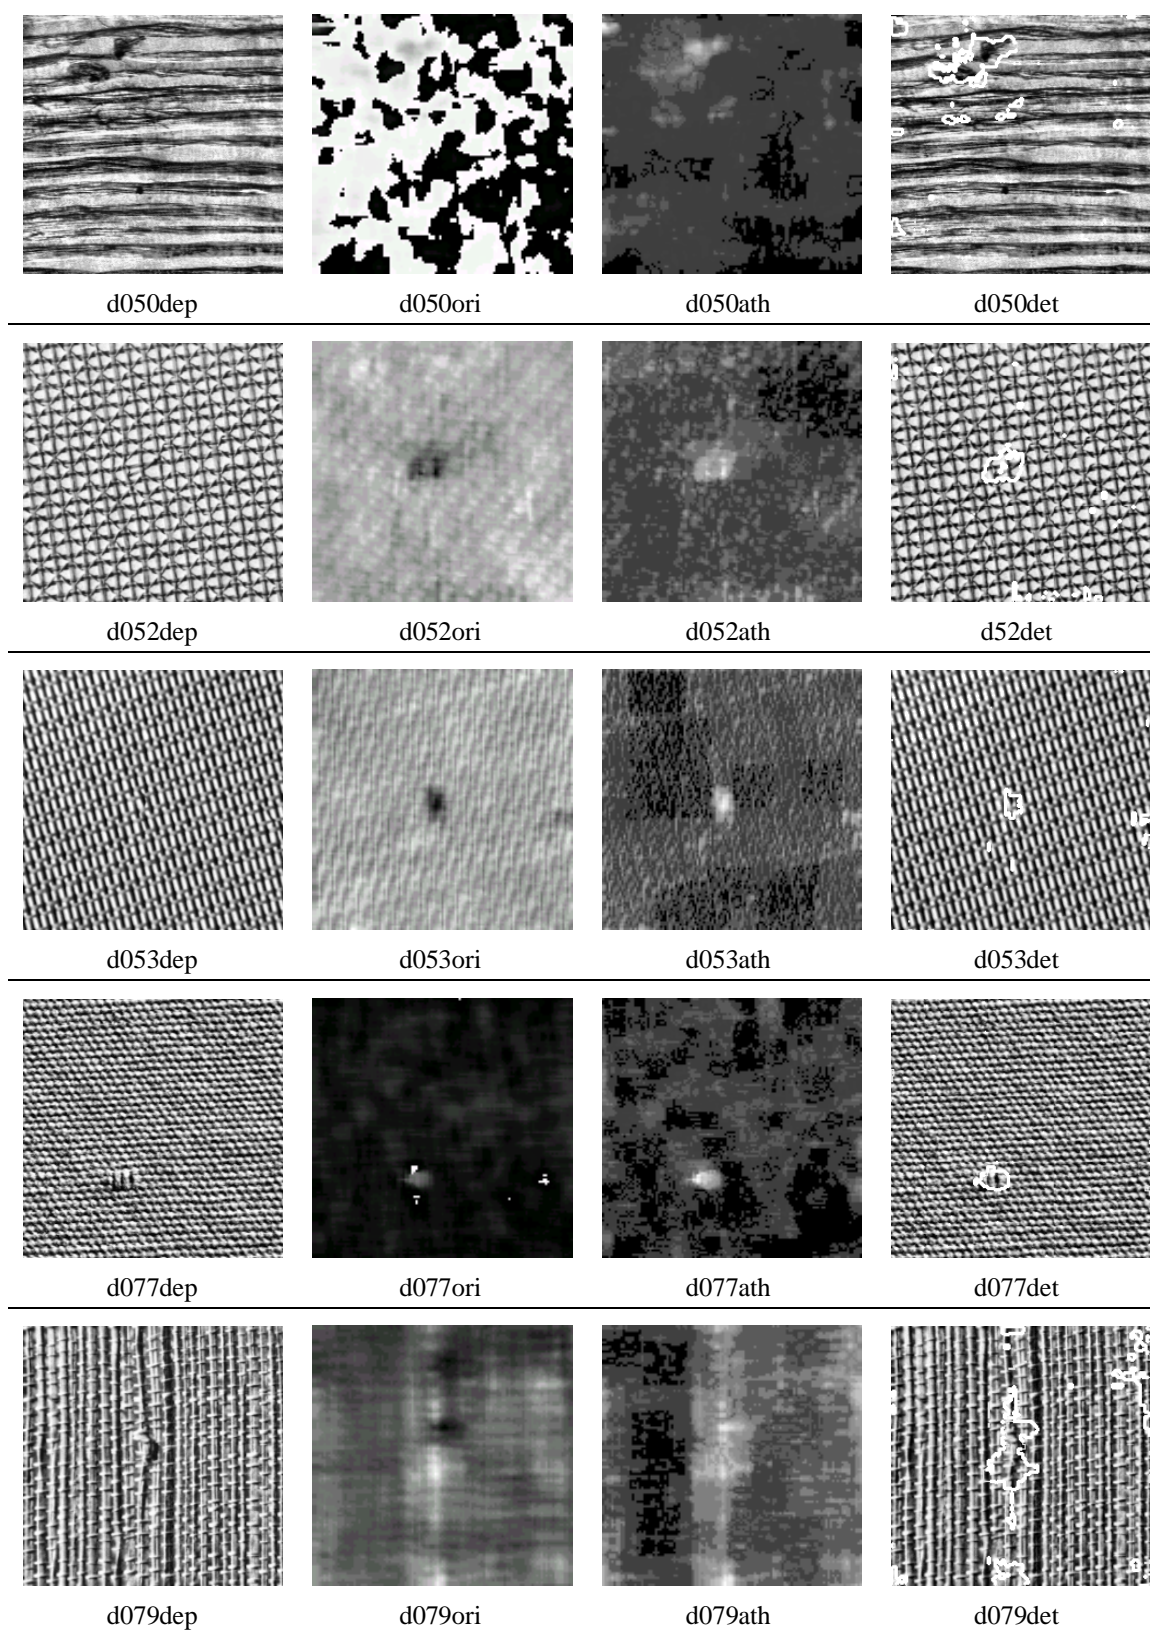 d050dep d050ori d050ath d050det
d052dep d052ori d052ath d52det
d053dep d053ori d053ath d053det
d077dep d077ori d077ath d077det
d079dep d079ori d079ath d079det